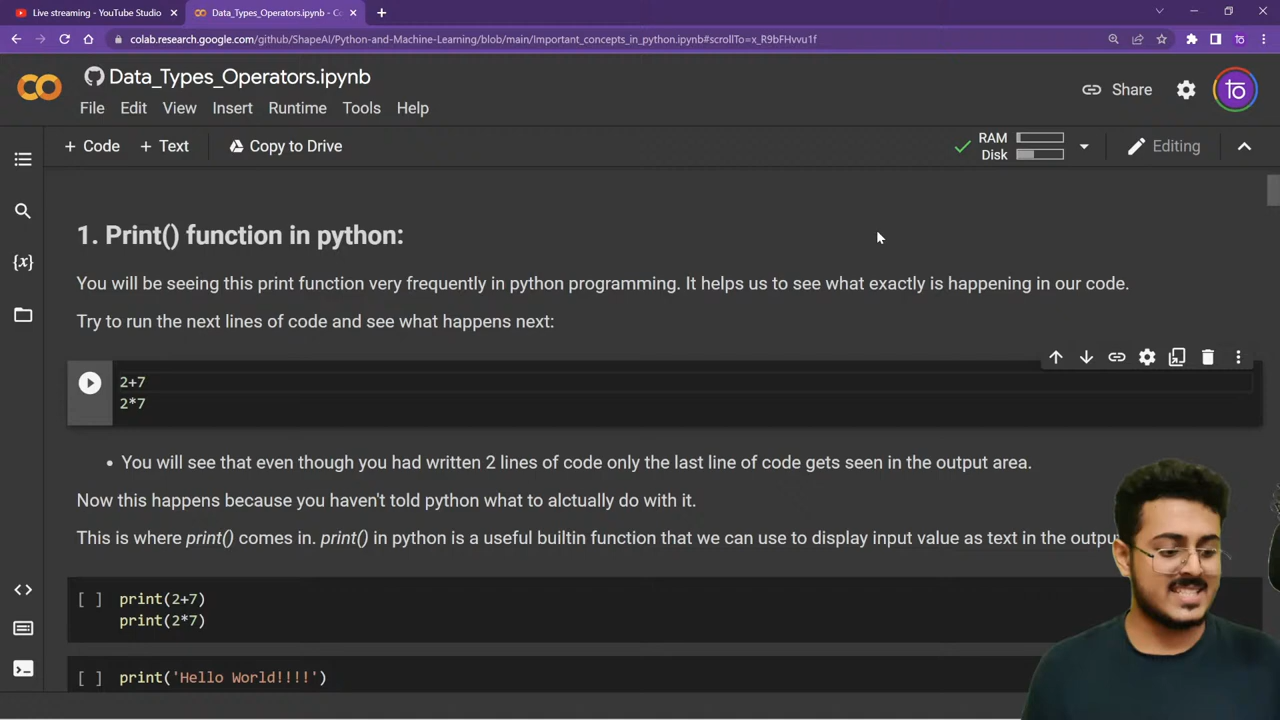 Live streaming - YouTube Studio
Data_Types_Operators.ipynb - Co
colab.research.google.com/github/ShapeAI/Python-and-Machine-Learning/blob/main/Important_concepts_in_python.ipynb#scrollTo=x_R9bFHvvu1f
Data_Types_Operators.ipynb
Share
File Edit View Insert Runtime Tools Help
+ Code + Text Copy to Drive
RAM
Disk
Editing
1. Print() function in python:
You will be seeing this print function very frequently in python programming. It helps us to see what exactly is happening in our code.
Try to run the next lines of code and see what happens next:
2+7
2*7
• You will see that even though you had written 2 lines of code only the last line of code gets seen in the output area.
Now this happens because you haven't told python what to alctually do with it.
This is where print() comes in. print() in python is a useful builtin function that we can use to display input value as text in the outpu
[ ] print(2+7)
print(2*7)
[ ] print('Hello World!!!!')